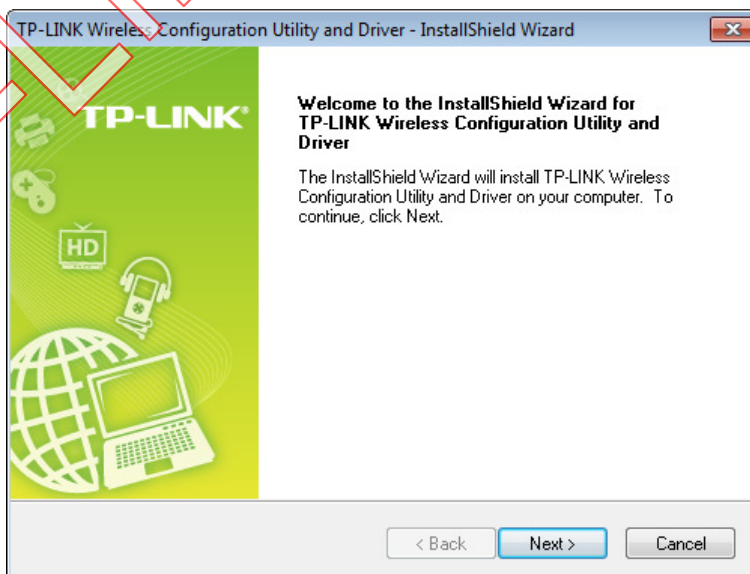 TP-LINK Wireless Configuration Utility and Driver - InstallShield Wizard
TP-LINK®
Welcome to the InstallShield Wizard for
TP-LINK Wireless Configuration Utility and
Driver
The InstallShield Wizard will install TP-LINK Wireless
Configuration Utility and Driver on your computer. To
continue, click Next.
HD
< Back Next > Cancel